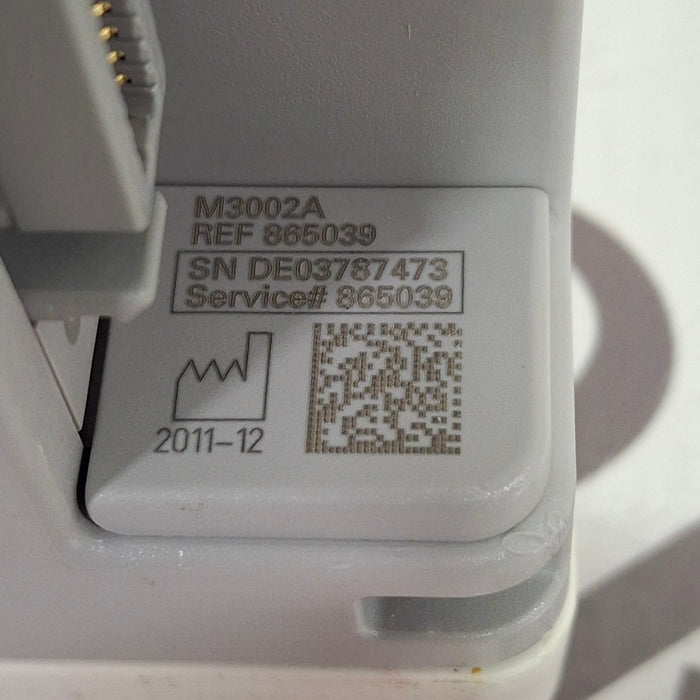 M3002A
REF 865039
SN DE03787473
Service# 865039
2011-12